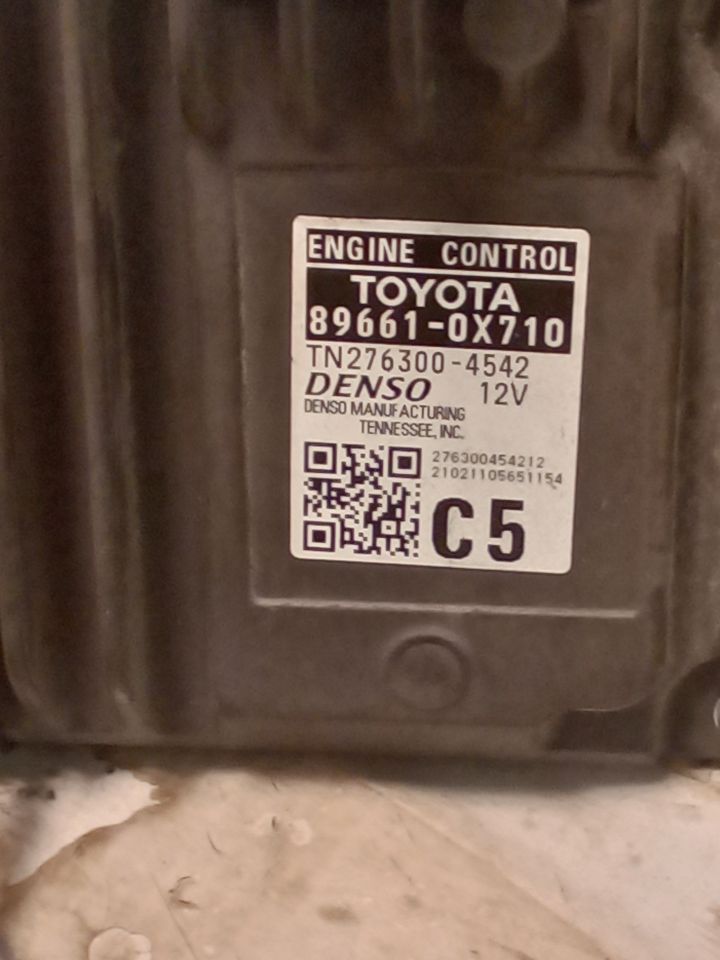 ENGINE CONTROL
TOYOTA
89661-0X710
TN276300-4542
DENSO 12V
DENSO MANUFACTURING
TENNESSEE, INC.
276300454212
21021105651154
C5